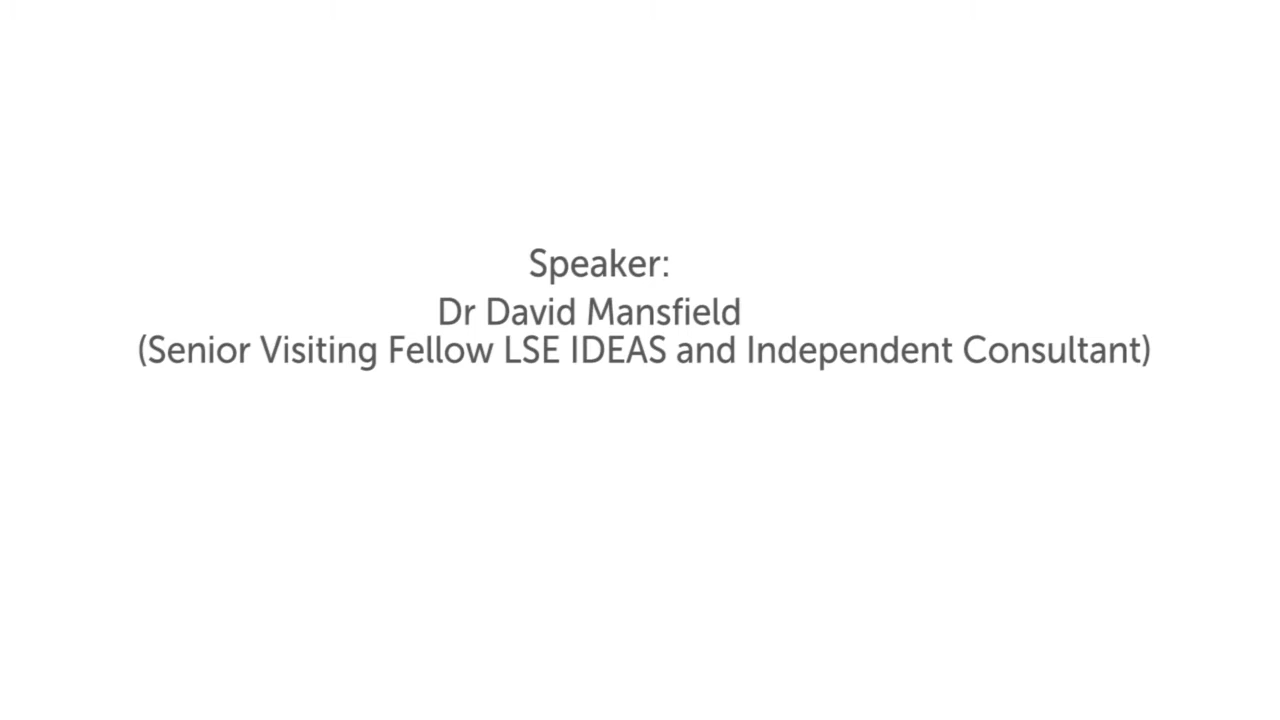 Speaker:
Dr David Mansfield
(Senior Visiting Fellow LSE IDEAS and Independent Consultant)